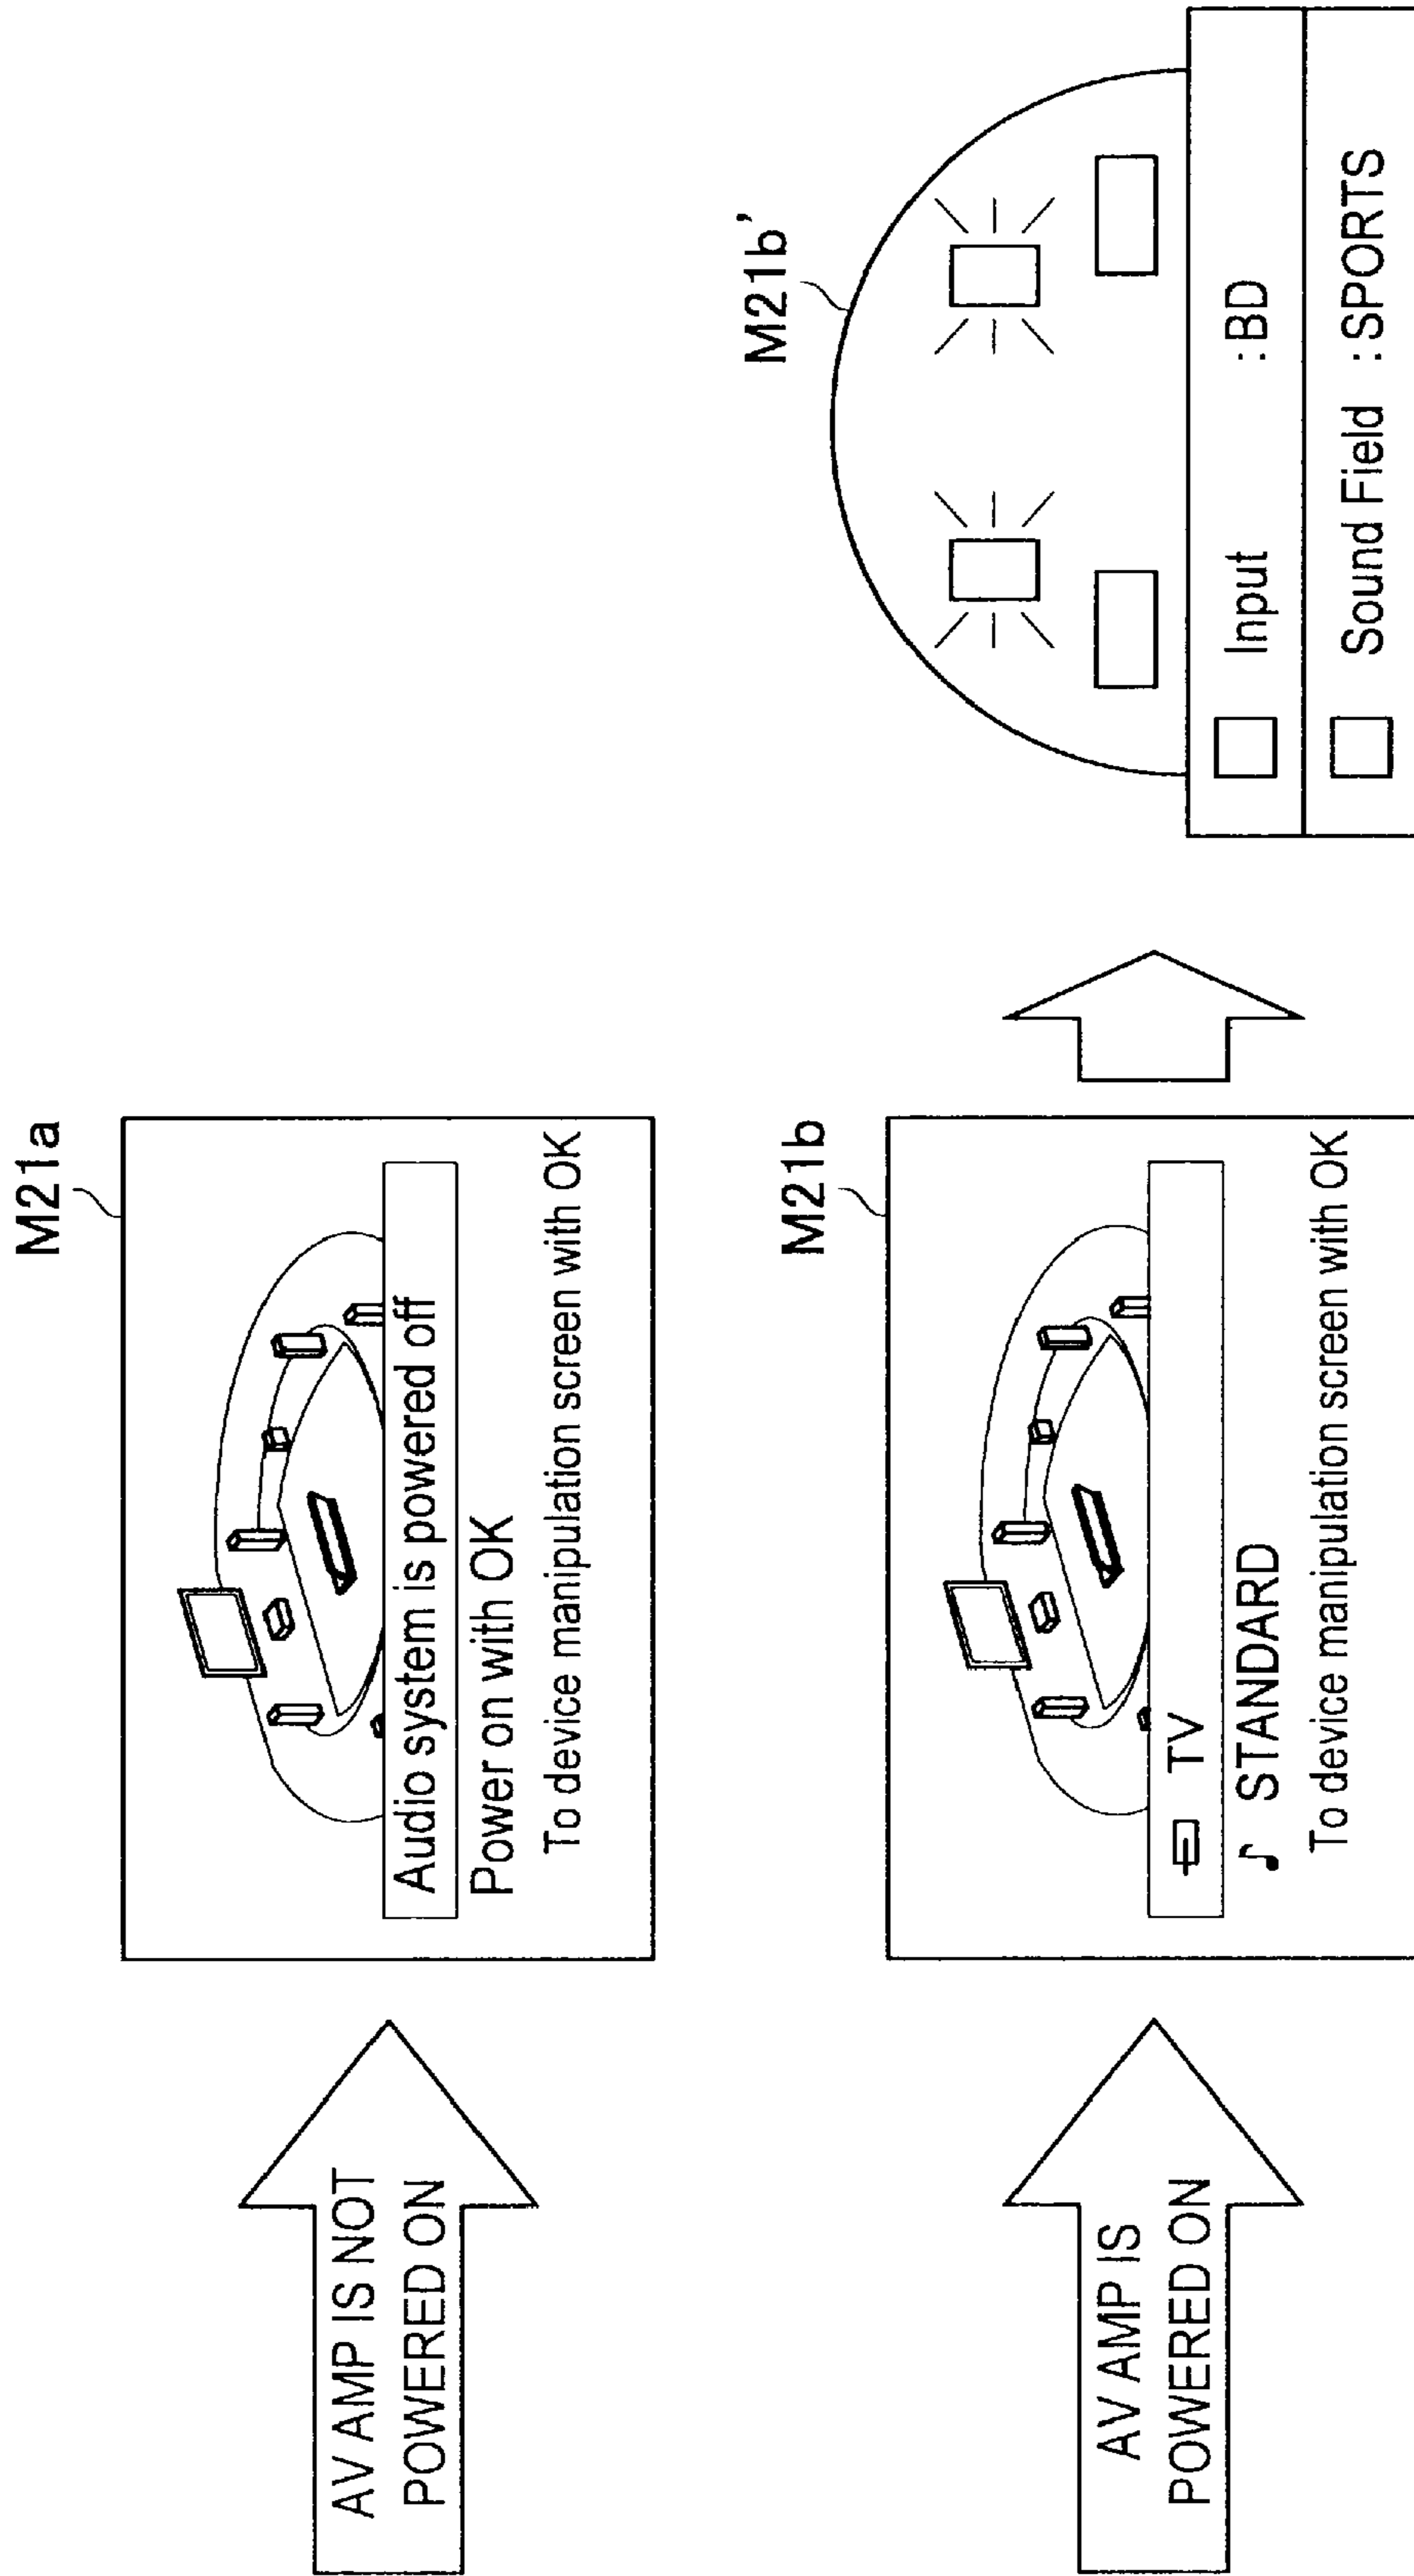 AV AMP IS NOT
POWERED ON
M21a
Audio system is powered off
Power on with OK
To device manipulation screen with OK
AV AMP IS
POWERED ON
M21b
TV
♪ STANDARD
To device manipulation screen with OK
M21b'
Input :BD
Sound Field :SPORTS